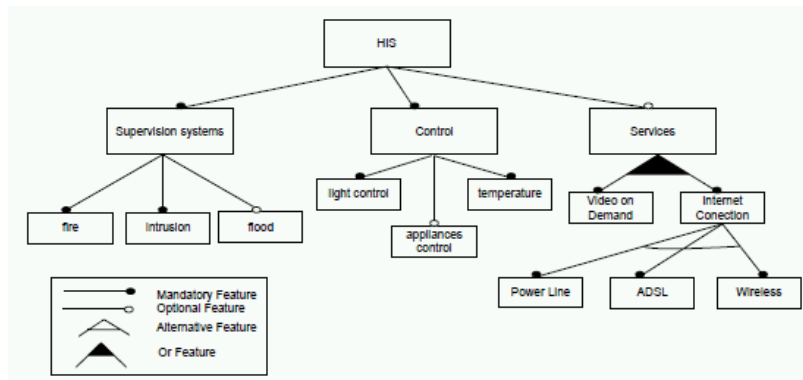 HIS
Supervision systems
Control
Services
fire
Intrusion
flood
light control
temperature
appliances
control
Video on
Demand
Internet
Conection
Power Line
ADSL
Wireless
Mandatory Feature
Optional Feature
Alternative Feature
Or Feature